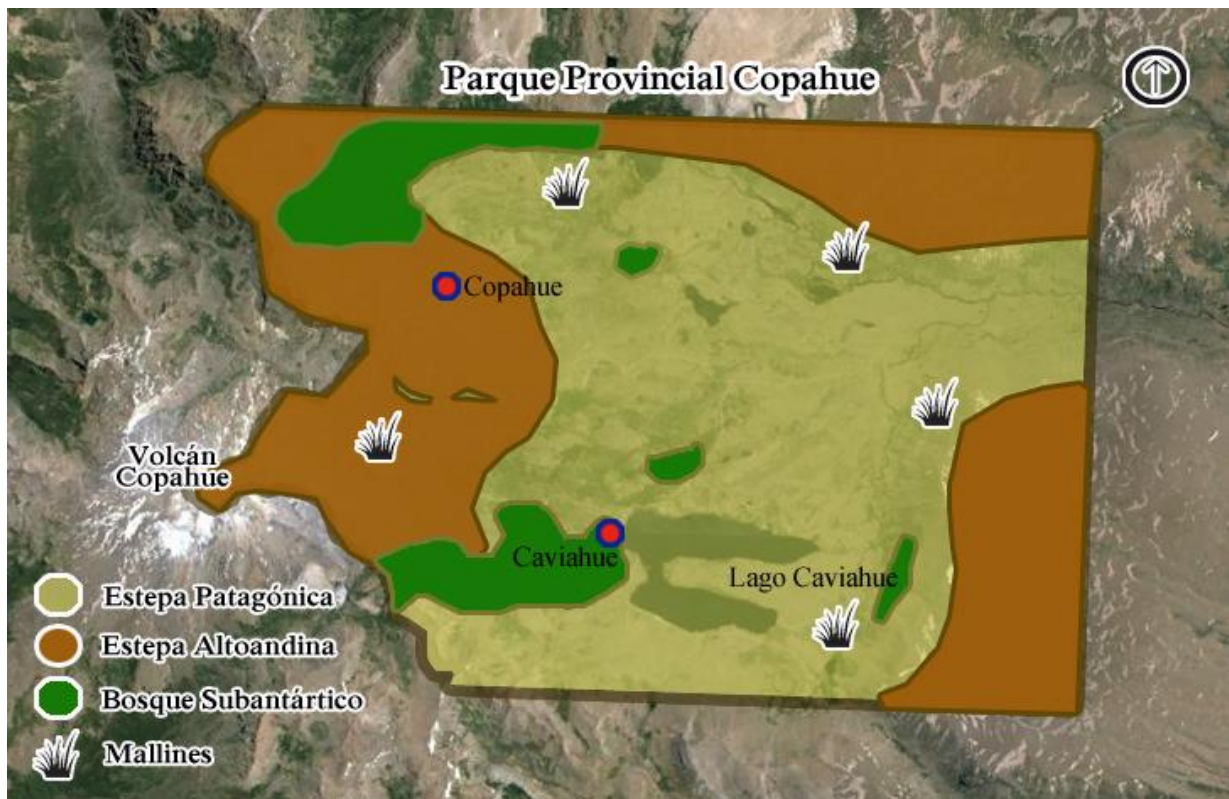 Parque Provincial Copahue
Copahue
Volcán
Copahue
Caviahue
Lago Caviahue
Estepa Patagónica
Estepa Altoandina
Bosque Subantártico
Mallines